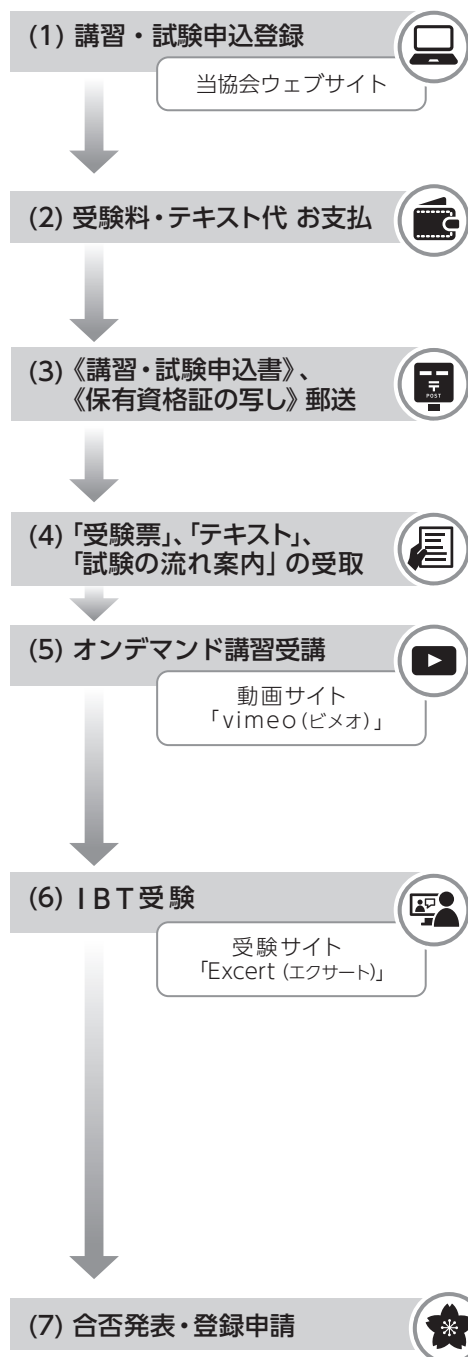 (1) 講習・試験申込登録
当協会ウェブサイト
(2) 受験料・テキスト代 お支払
(3)《講習・試験申込書》、
《保有資格証の写し》郵送
〒
POST
(4)「受験票」、「テキスト」、
「試験の流れ案内」の受取
(5) オンデマンド講習受講
動画サイト
「vimeo(ビメオ)」
(6) IBT受験
受験サイト
「Excert (エクサート)」
(7) 合否発表・登録申請